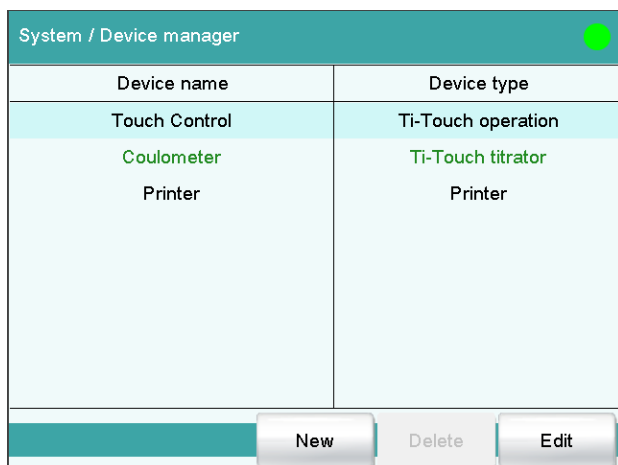 System / Device manager
Device name Device type
Touch Control Ti-Touch operation
Coulometer Ti-Touch titrator
Printer Printer
New Delete Edit